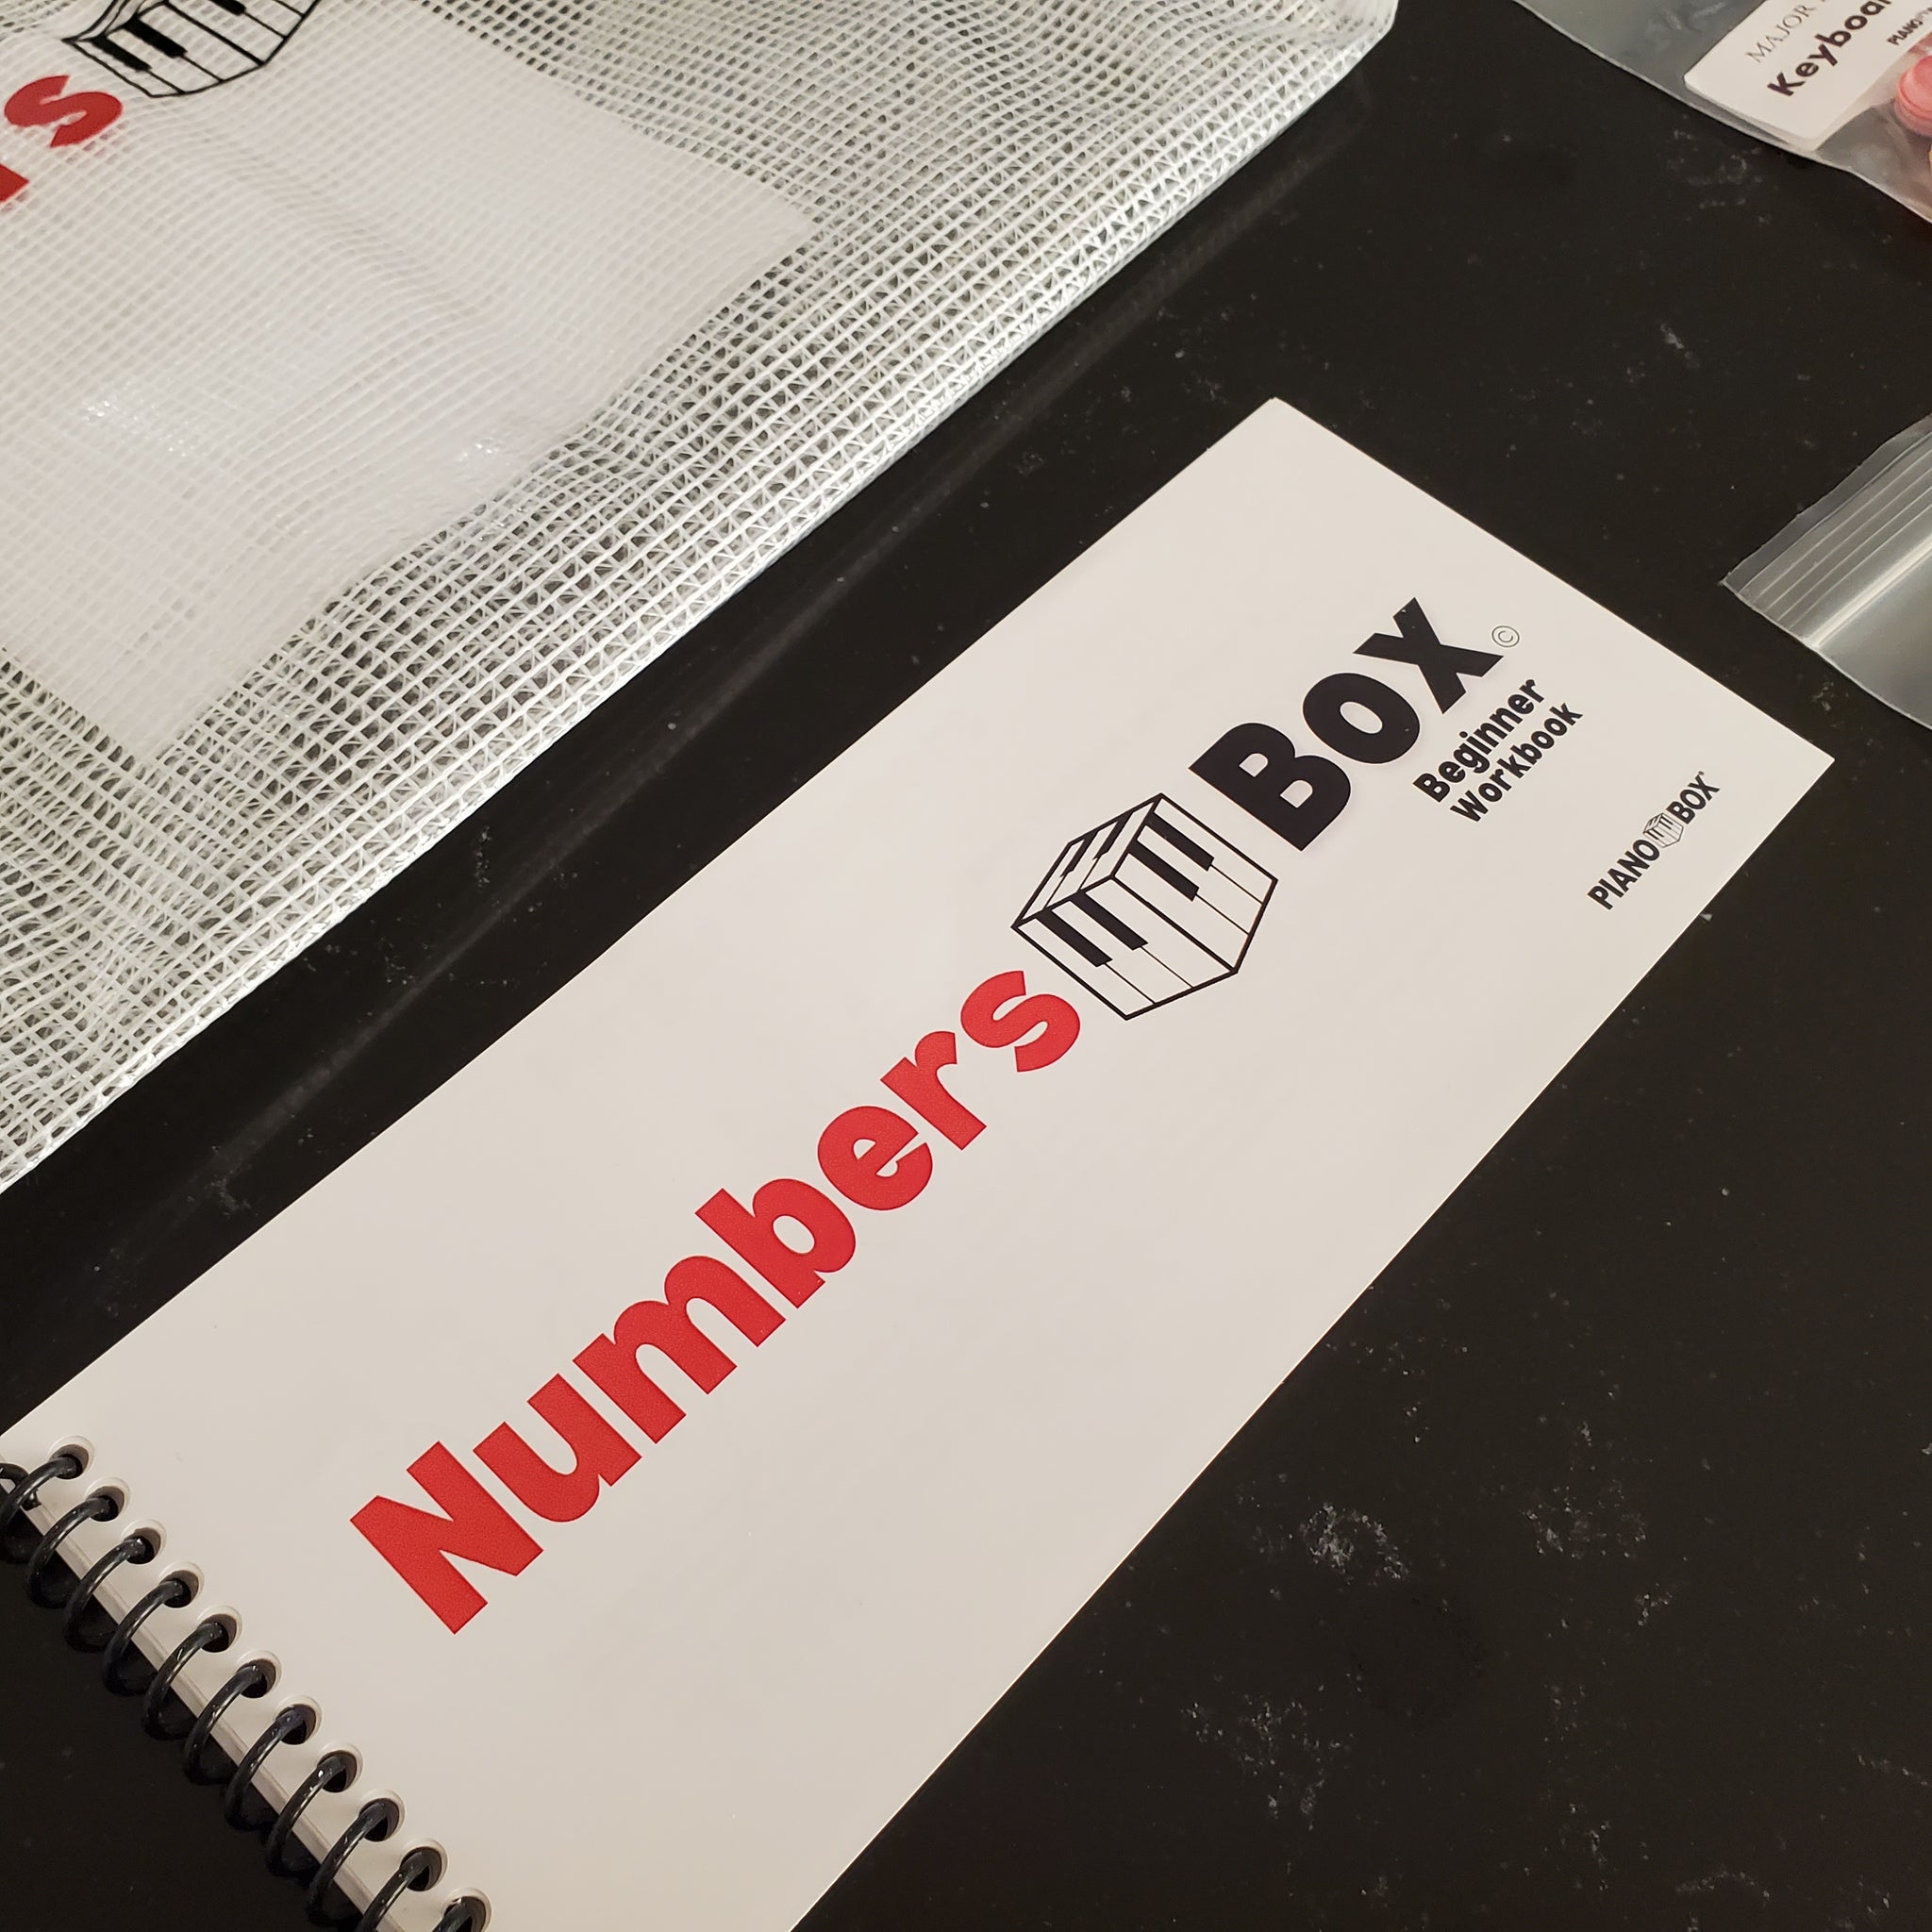 s
MAJOR
Numbers BOX ©
Beginner
Workbook
PIANO BOX